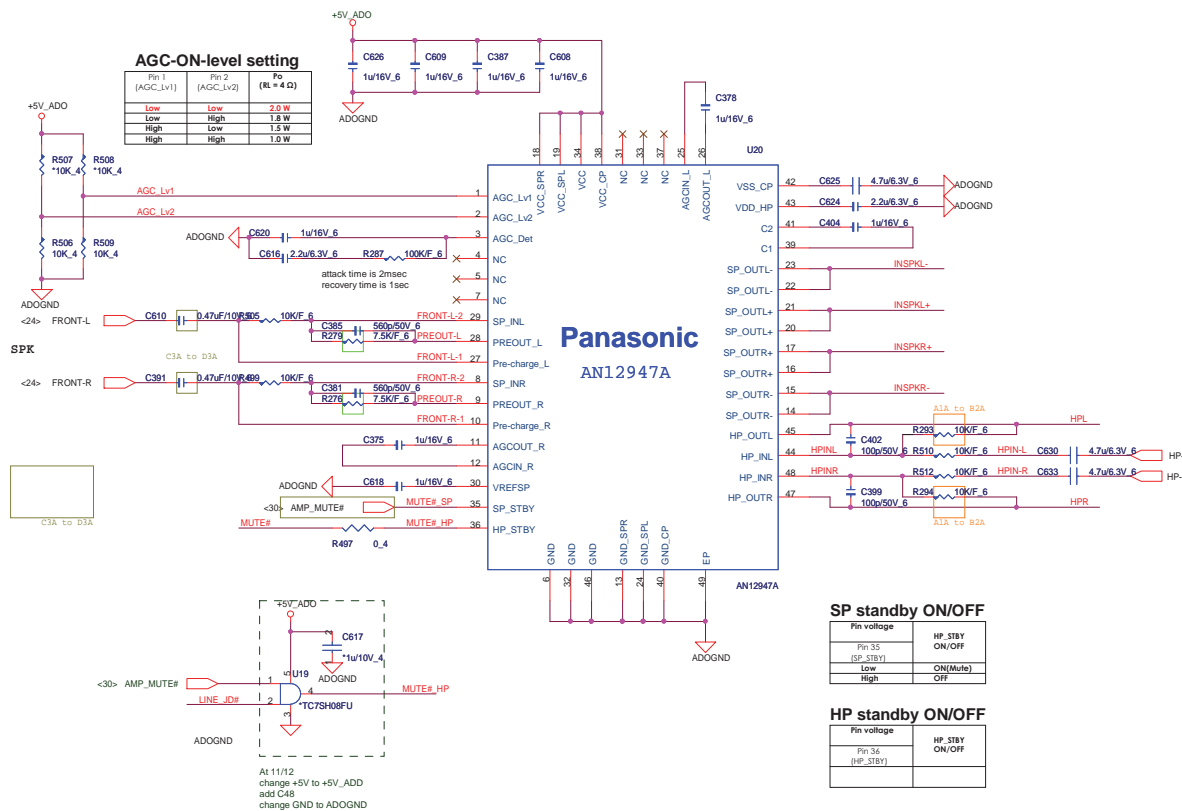 +5V_ADO
C626
1u/16V_6
C609
1u/16V_6
C387
1u/16V_6
C608
1u/16V_6
ADOGND
AGC-ON-level setting
Pin 1 (AGC_Lv1) Pin 2 (AGC_Lv2) Po (RL = 4 Ω)
Low Low 2.0 W
Low High 1.8 W
High Low 1.5 W
High High 1.0 W
C378
1u/16V_6
U20
+5V_ADO
R507
*10K_4
R508
*10K_4
R506
10K_4
R509
10K_4
ADOGND
AGC_Lv1
AGC_Lv2
18 19 34 38 31 33 37 25 26
VCC_SPR
VCC_SPL
VCC
VCC_CP
NC
NC
NC
AGCIN_L
AGCOUT_L
1 AGC_Lv1
2 AGC_Lv2
3 AGC_Det
4 NC
5 NC
7 NC
29 SP_INL
28 PREOUT_L
27 Pre-charge_L
8 SP_INR
9 PREOUT_R
10 Pre-charge_R
11 AGCOUT_R
12 AGCIN_R
30 VREFSP
35 SP_STBY
36 HP_STBY
ADOGND
C620 1u/16V_6
C616 2.2u/6.3V_6
R287 100K/F_6
attack time is 2msec
recovery time is 1sec
<24> FRONT-L
C610 0.47uF/10V_6
R505 10K/F_6
FRONT-L-2
C385 560p/50V_6
R279 7.5K/F_6
PREOUT-L
FRONT-L-1
SPK
C3A to D3A
<24> FRONT-R
C391 0.47uF/10V_6
R499 10K/F_6
FRONT-R-2
C381 560p/50V_6
R276 7.5K/F_6
PREOUT-R
FRONT-R-1
C375 1u/16V_6
ADOGND
C618 1u/16V_6
<30> AMP_MUTE#
MUTE#_SP
MUTE#
MUTE#_HP
R497 0_4
C3A to D3A
Panasonic
AN12947A
VSS_CP 42
VDD_HP 43
C2 41
C1 39
SP_OUTL- 23
SP_OUTL- 22
SP_OUTL+ 21
SP_OUTL+ 20
SP_OUTR+ 17
SP_OUTR+ 16
SP_OUTR- 15
SP_OUTR- 14
HP_OUTL 45
HP_INL 44
HP_INR 48
HP_OUTR 47
C625 4.7u/6.3V_6
ADOGND
C624 2.2u/6.3V_6
ADOGND
C404 1u/16V_6
INSPKL-
INSPKL+
INSPKR+
INSPKR-
A1A to B2A
HPL
R293 10K/F_6
C402
100p/50V_6
HPINL
R510 10K/F_6
HPIN-L
C630 4.7u/6.3V_6
HP-
HPINR
R512 10K/F_6
HPIN-R
C633 4.7u/6.3V_6
HP-
C399
100p/50V_6
R294 10K/F_6
HPR
A1A to B2A
GND
GND
GND
GND_SPR
GND_SPL
GND_CP
EP
6 32 46 13 24 40 49
AN12947A
ADOGND
+5V_ADO
C617
*1u/10V_4
2
1
ADOGND
U19
*TC7SH08FU
5
1
2
3
4
<30> AMP_MUTE#
LINE_JD#
MUTE#_HP
ADOGND
At 11/12
change +5V to +5V_ADD
add C48
change GND to ADOGND
SP standby ON/OFF
Pin voltage HP_STBY ON/OFF
Pin 35
(SP_STBY)
Low ON(Mute)
High OFF
HP standby ON/OFF
Pin voltage HP_STBY ON/OFF
Pin 36
(HP_STBY)